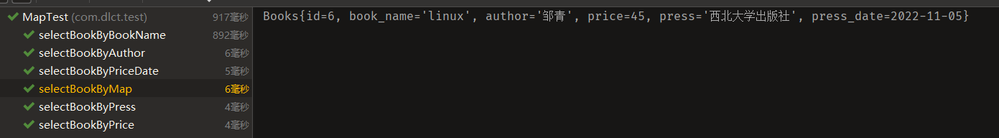 MapTest (com.dlct.test) 917毫秒
selectBookByBookName 892毫秒
selectBookByAuthor 6毫秒
selectBookByPriceDate 5毫秒
selectBookByMap 6毫秒
selectBookByPress 4毫秒
selectBookByPrice 4毫秒
Books{id=6, book_name='linux', author='邹青', price=45, press='西北大学出版社', press_date=2022-11-05}